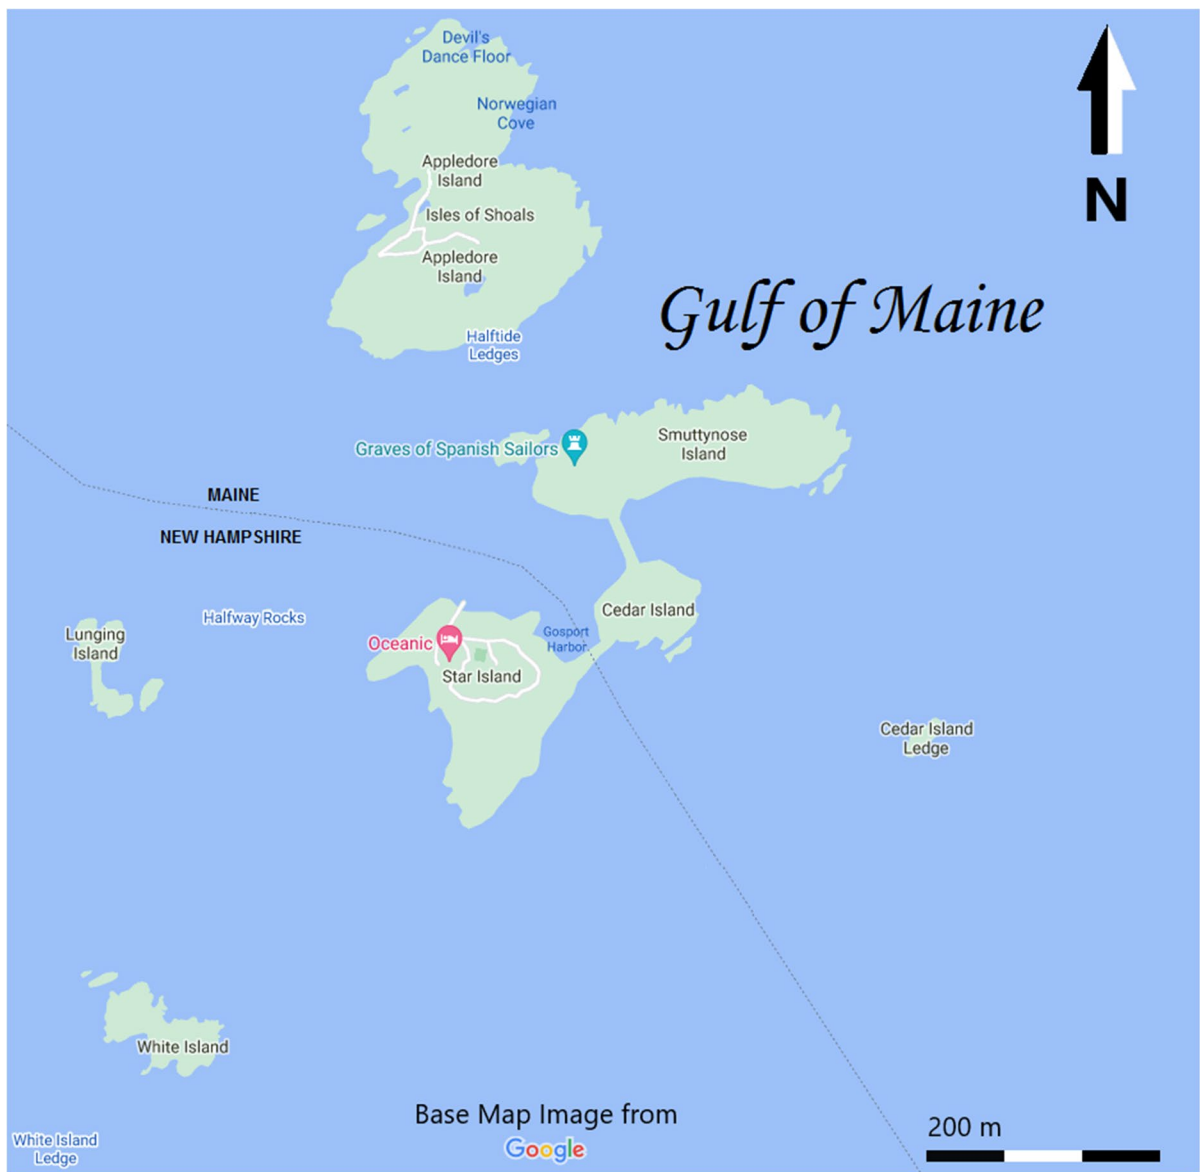 Devil's
Dance Floor
Norwegian
Cove
Appledore
Island
Isles of Shoals
Appledore
Island
Halftide
Ledges
N
Gulf of Maine
Smuttynose
Island
Graves of Spanish Sailors
MAINE
NEW HAMPSHIRE
Halfway Rocks
Lunging
Island
Cedar Island
Gosport
Harbor
Oceanic
Star Island
Cedar Island
Ledge
White Island
White Island
Ledge
Base Map Image from
Google
200 m